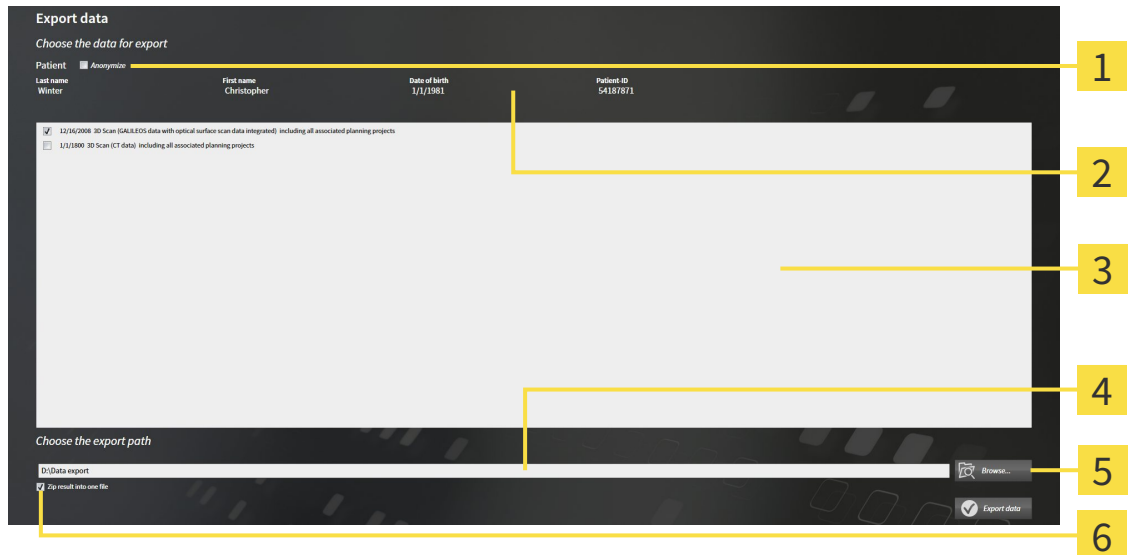 Export data
Choose the data for export
Patient Anonymize
Last name First name Date of birth Patient-ID
Winter Christopher 1/1/1981 54187871
12/16/2008 3D Scan (GALILEOS data with optical surface scan data integrated) including all associated planning projects
1/1/1800 3D Scan (CT data) including all associated planning projects
Choose the export path
D:\Data export
Browse...
Zip result into one file
Export data
1
2
3
4
5
6